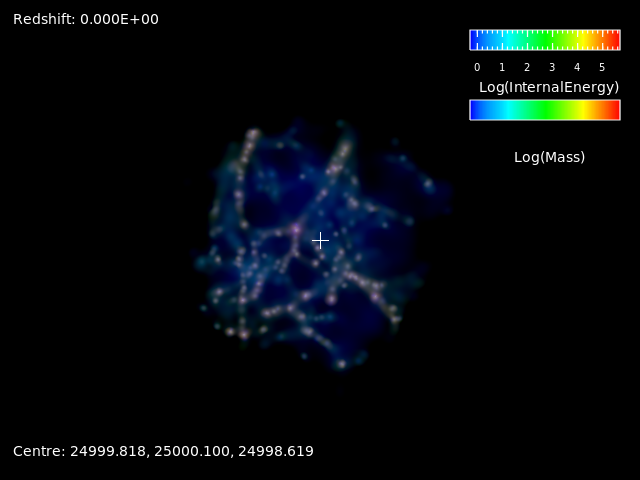 Redshift: 0.000E+00
0 1 2 3 4 5
Log(InternalEnergy)
Log(Mass)
Centre: 24999.818, 25000.100, 24998.619